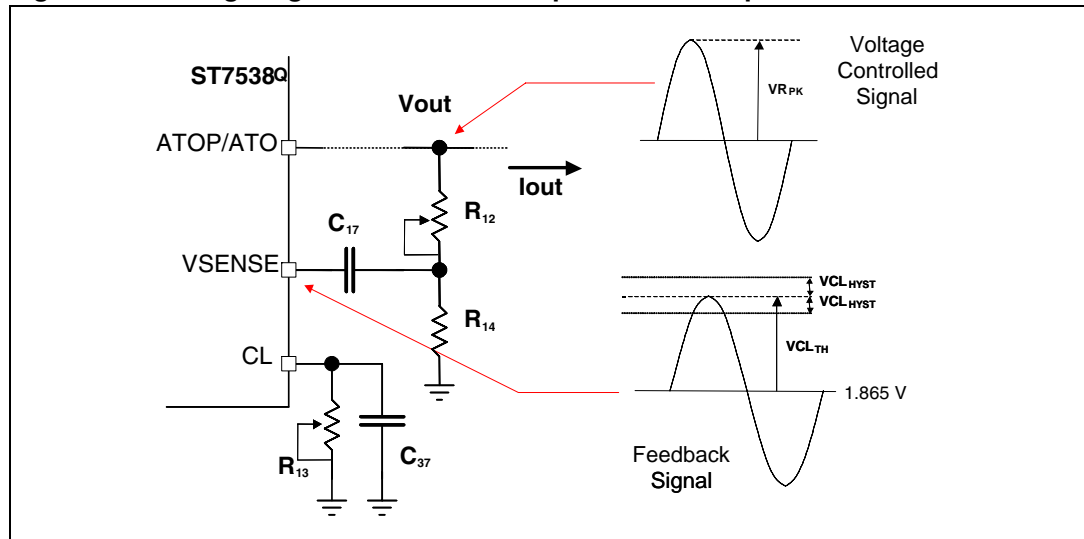 ST7538Q
Vout
ATOP/ATO
Iout
R12
C17
VSENSE
R14
CL
R13
C37
Voltage
Controlled
Signal
VRPK
VCLHYST
VCLHYST
VCLTH
1.865 V
Feedback
Signal